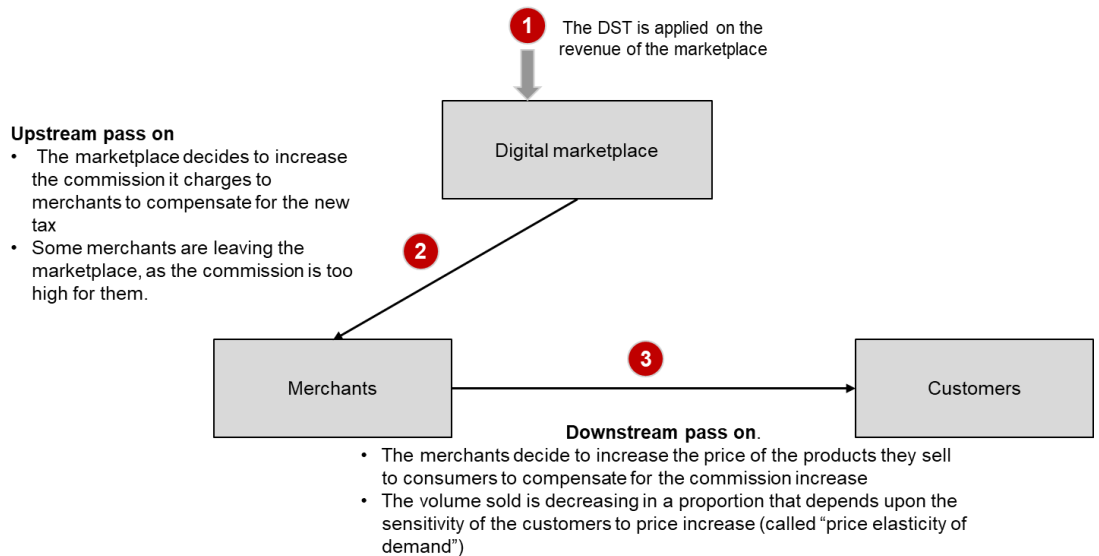 1
The DST is applied on the
revenue of the marketplace
Digital marketplace
Upstream pass on
• The marketplace decides to increase
the commission it charges to
merchants to compensate for the new
tax
• Some merchants are leaving the
marketplace, as the commission is too
high for them.
2
Merchants
3
Customers
Downstream pass on.
• The merchants decide to increase the price of the products they sell
to consumers to compensate for the commission increase
• The volume sold is decreasing in a proportion that depends upon the
sensitivity of the customers to price increase (called “price elasticity of
demand”)